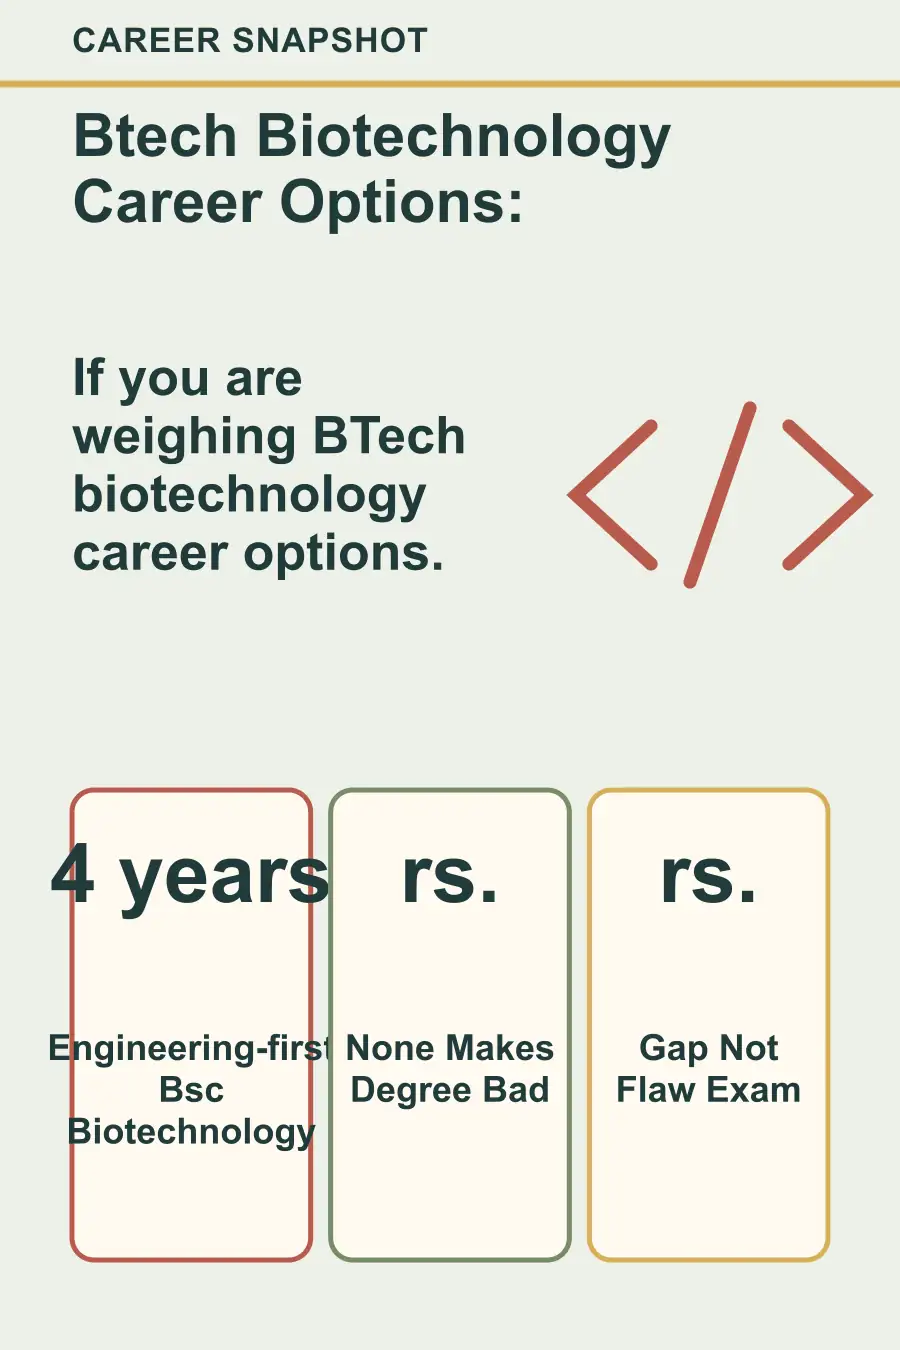 CAREER SNAPSHOT
Btech Biotechnology
Career Options:
If you are
weighing BTech
biotechnology
career options.
4 years
Engineering-first
Bsc
Biotechnology
rs.
None Makes
Degree Bad
rs.
Gap Not
Flaw Exam